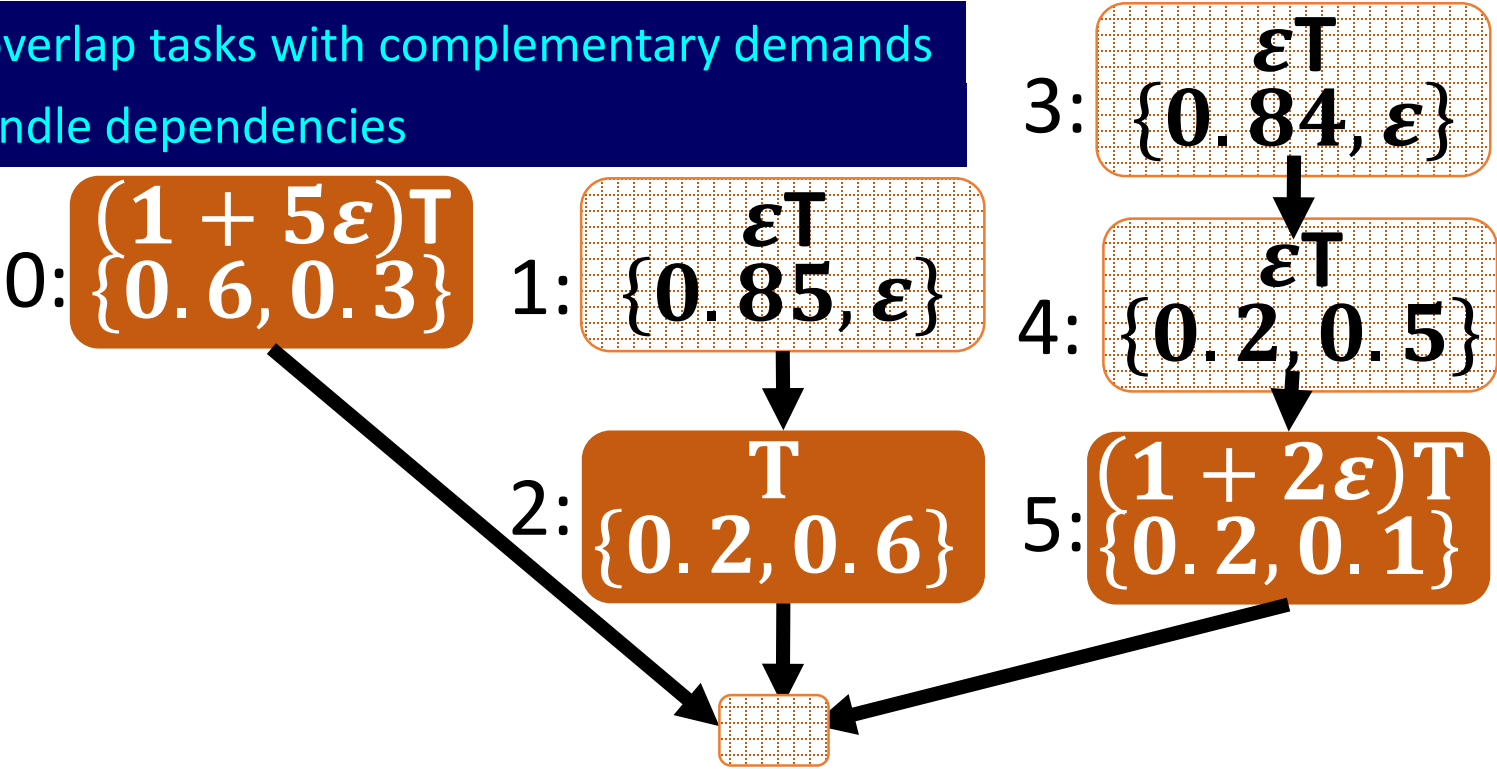 overlap tasks with complementary demands
ndle dependencies
0:
(1 + 5ε)T
{0.6, 0.3}
1:
εT
{0.85, ε}
2:
T
{0.2, 0.6}
3:
εT
{0.84, ε}
4:
εT
{0.2, 0.5}
5:
(1 + 2ε)T
{0.2, 0.1}